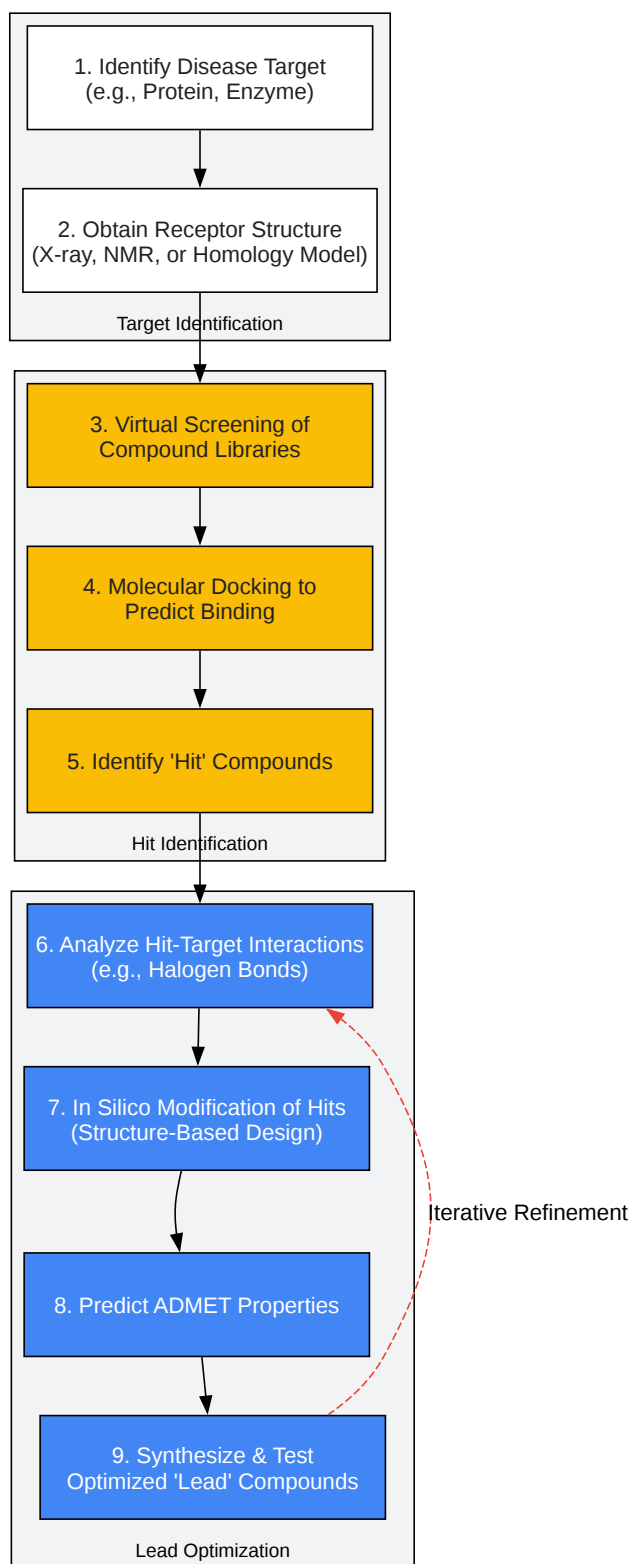 1. Identify Disease Target
(e.g., Protein, Enzyme)
2. Obtain Receptor Structure
(X-ray, NMR, or Homology Model)
Target Identification
3. Virtual Screening of
Compound Libraries
4. Molecular Docking to
Predict Binding
5. Identify 'Hit' Compounds
Hit Identification
6. Analyze Hit-Target Interactions
(e.g., Halogen Bonds)
7. In Silico Modification of Hits
(Structure-Based Design)
Iterative Refinement
8. Predict ADMET Properties
9. Synthesize & Test
Optimized 'Lead' Compounds
Lead Optimization